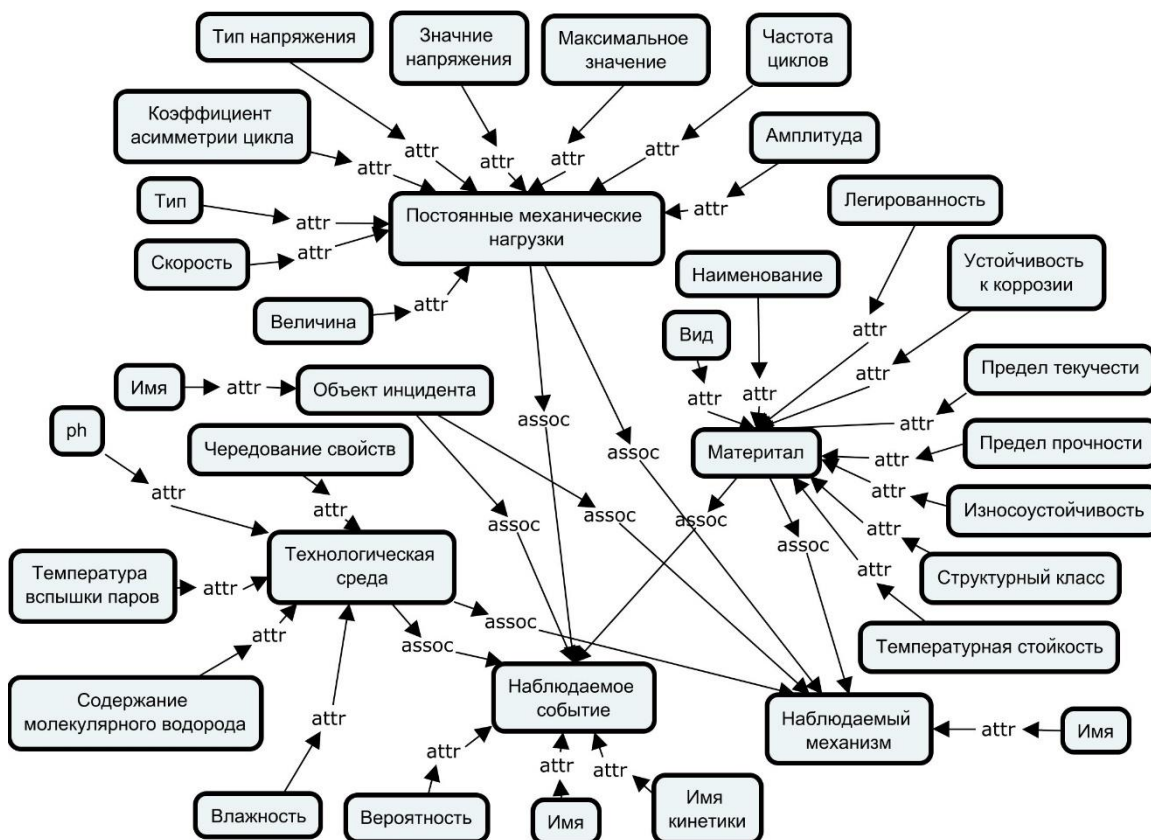 Тип напряжения
Значние
напряжения
Максимальное
значение
Частота
циклов
Коэффициент
асимметрии цикла
attr
attr
attr
attr
attr
Амплитуда
attr
Тип
attr
Постоянные механические
нагрузки
Скорость
attr
Величина
attr
Легированность
attr
Наименование
attr
Устойчивость
к коррозии
attr
Вид
attr
Предел текучести
attr
Имя
attr
Объект инцидента
assoc
assoc
Материтал
attr
Предел прочности
ph
attr
Чередование свойств
attr
attr
Износоустойчивость
assoc
assoc
assoc
assoc
attr
Структурный класс
Технологическая
среда
attr
Температурная стойкость
Температура
вспышки паров
attr
attr
assoc
assoc
Содержание
молекулярного водорода
attr
Наблюдаемое
событие
Наблюдаемый
механизм
attr
Имя
Влажность
attr
Вероятность
attr
Имя
attr
Имя
кинетики